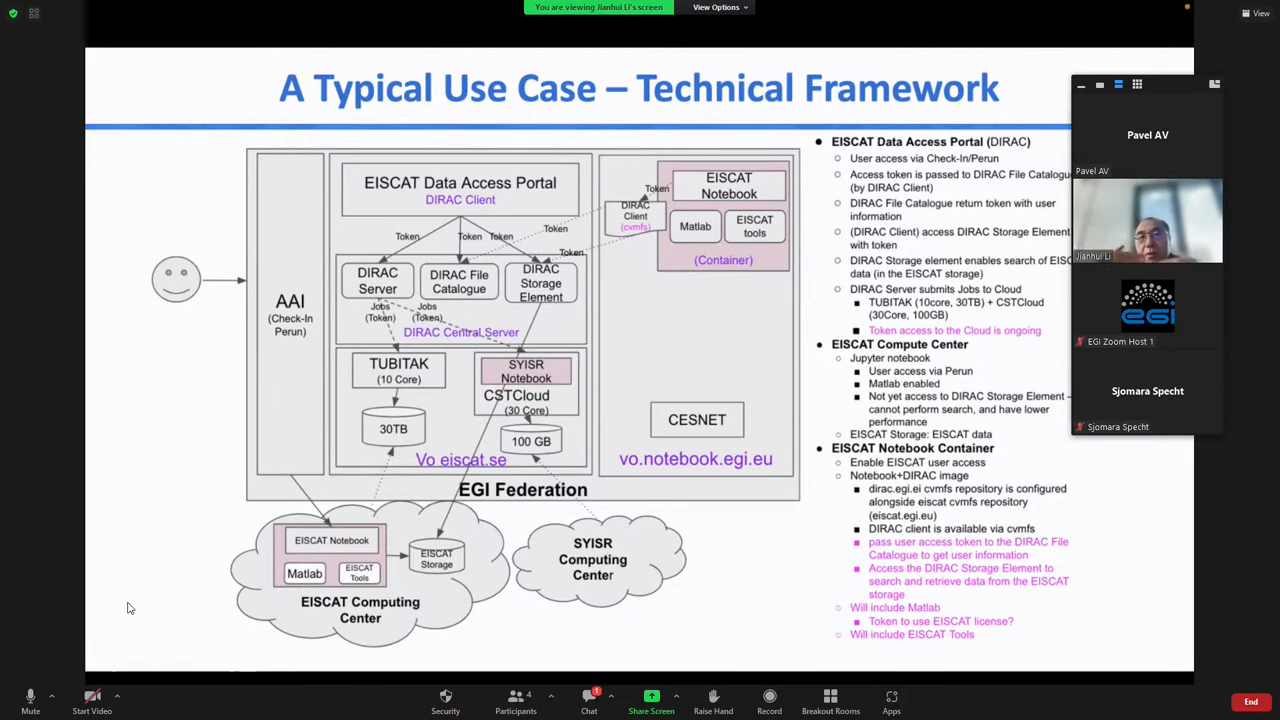 You are viewing Jianhui Li's screen
View Options
View
A Typical Use Case – Technical Framework
EISCAT Data Access Portal
DIRAC Client
Token
Token
Token
DIRAC
Server
DIRAC File
Catalogue
DIRAC
Storage
Element
Jobs
(Token)
Jobs
(Token)
DIRAC Central Server
AAI
(Check-In
Perun)
TUBITAK
(10 Core)
30TB
SYISR
Notebook
CSTCloud
(30 Core)
100 GB
Vo eiscat.se
Token
EISCAT
Notebook
DIRAC
Client
(cvmfs)
Matlab
EISCAT
tools
(Container)
Token
Token
CESNET
vo.notebook.egi.eu
EGI Federation
EISCAT Notebook
Matlab
EISCAT
Tools
EISCAT
Storage
EISCAT Computing
Center
SYISR
Computing
Center
EISCAT Data Access Portal (DIRAC)
User access via Check-In/Perun
Access token is passed to DIRAC File Catalogue
(by DIRAC Client)
DIRAC File Catalogue return token with user
information
(DIRAC Client) access DIRAC Storage Element
with token
DIRAC Storage element enables search of
data (in the EISCAT storage)
DIRAC Server submits Jobs to Cloud
TUBITAK (10core, 30TB) + CSTCloud
(30Core, 100GB)
Token access to the Cloud is ongoing
EISCAT Compute Center
Jupyter notebook
User access via Perun
Matlab enabled
Not yet access to DIRAC Storage Element –
cannot perform search, and have lower
performance
EISCAT Storage: EISCAT data
EISCAT Notebook Container
Enable EISCAT user access
Notebook+DIRAC image
dirac.egi.ei cvmfs repository is configured
alongside eiscat cvmfs repository
(eiscat.egi.eu)
DIRAC client is available via cvmfs
pass user access token to the DIRAC File
Catalogue to get user information
Access the DIRAC Storage Element to
search and retrieve data from the EISCAT
storage
Will include Matlab
Token to use EISCAT license?
Will include EISCAT Tools
Pavel AV
Pavel AV
Jianhui Li
EGI
EGI Zoom Host 1
Sjomara Specht
Sjomara Specht
Mute
Start Video
Security
4
Participants
1
Chat
Share Screen
Raise Hand
Record
Breakout Rooms
Apps
End